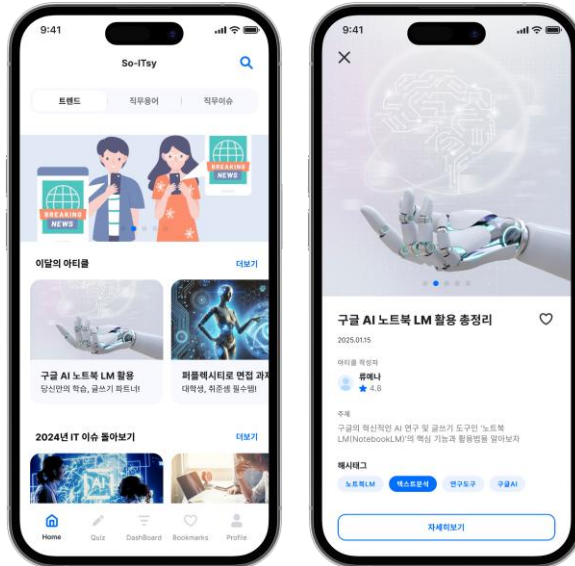 9:41
So-ITsy
트렌드
직무용어
직무이슈
BREAKING
NEWS
BREAKING
NEWS
이달의 아티클
더보기
구글 AI 노트북 LM 활용
당신만의 학습, 글쓰기 파트너!
퍼플렉시티로 면접 과
대학생, 취준생 필수템!
2024년 IT 이슈 돌아보기
더보기
AI
Home
Quiz
DashBoard
Bookmarks
Profile
9:41
구글 AI 노트북 LM 활용 총정리
2025.01.15
아티클 작성자
류예나
4.8
주제
구글의 혁신적인 AI 연구 및 글쓰기 도구인 '노트북
LM(NotebookLM)'의 핵심 기능과 활용법을 알아보자
해시태그
노트북LM
텍스트분석
연구도구
구글AI
자세히보기